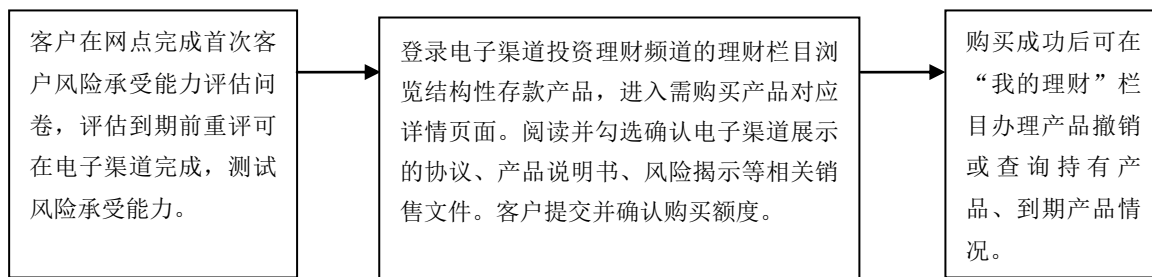 客户在网点完成首次客
户风险承受能力评估问
卷，评估到期前重评可
在电子渠道完成，测试
风险承受能力。
登录电子渠道投资理财频道的理财栏目浏
览结构性存款产品，进入需购买产品对应
详情页面。阅读并勾选确认电子渠道展示
的协议、产品说明书、风险揭示等相关销
售文件。客户提交并确认购买额度。
购买成功后可在
“我的理财”栏
目办理产品撤销
或查询持有产
品、到期产品情
况。